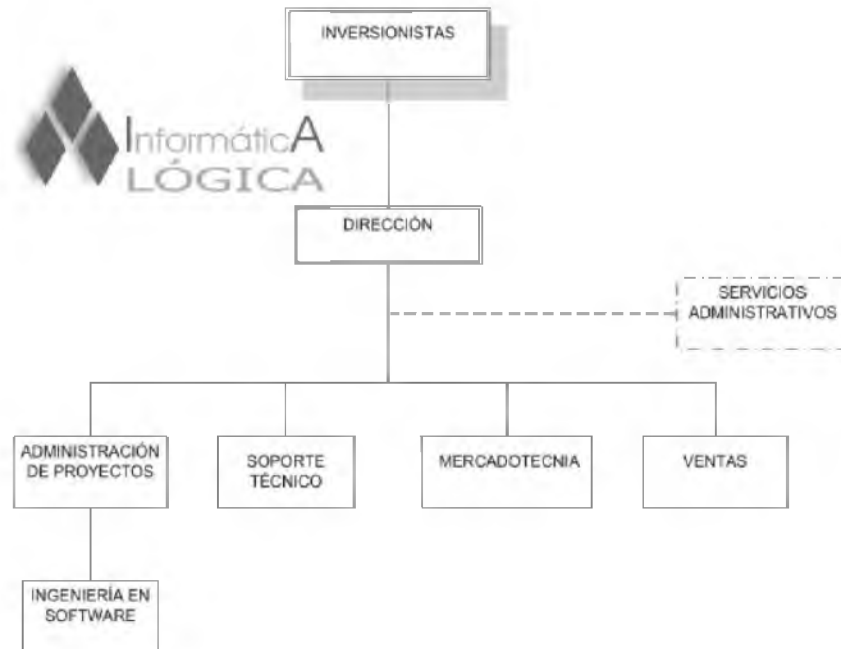 INVERSIONISTAS
InformáticA
LÓGICA
DIRECCIÓN
SERVICIOS
ADMINISTRATIVOS
ADMINISTRACIÓN
DE PROYECTOS
SOPORTE
TÉCNICO
MERCADOTECNIA
VENTAS
INGENIERÍA EN
SOFTWARE